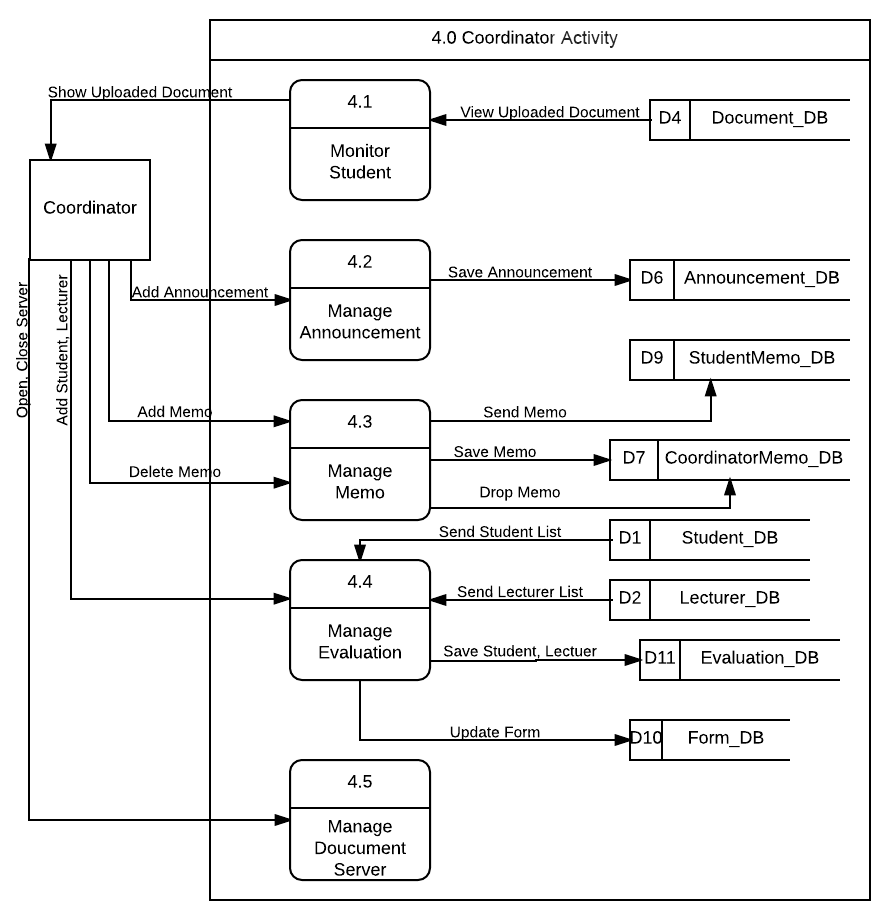 4.0 Coordinator Activity
Show Uploaded Document
4.1
Monitor
Student
View Uploaded Document
D4
Document_DB
Coordinator
4.2
Manage
Announcement
Add Announcement
Save Announcement
D6
Announcement_DB
Open, Close Server
Add Student, Lecturer
D9
StudentMemo_DB
Add Memo
4.3
Manage
Memo
Send Memo
Save Memo
D7
CoordinatorMemo_DB
Delete Memo
Drop Memo
Send Student List
D1
Student_DB
4.4
Manage
Evaluation
Send Lecturer List
D2
Lecturer_DB
Save Student, Lectuer
D11
Evaluation_DB
Update Form
D10
Form_DB
4.5
Manage
Doucument
Server